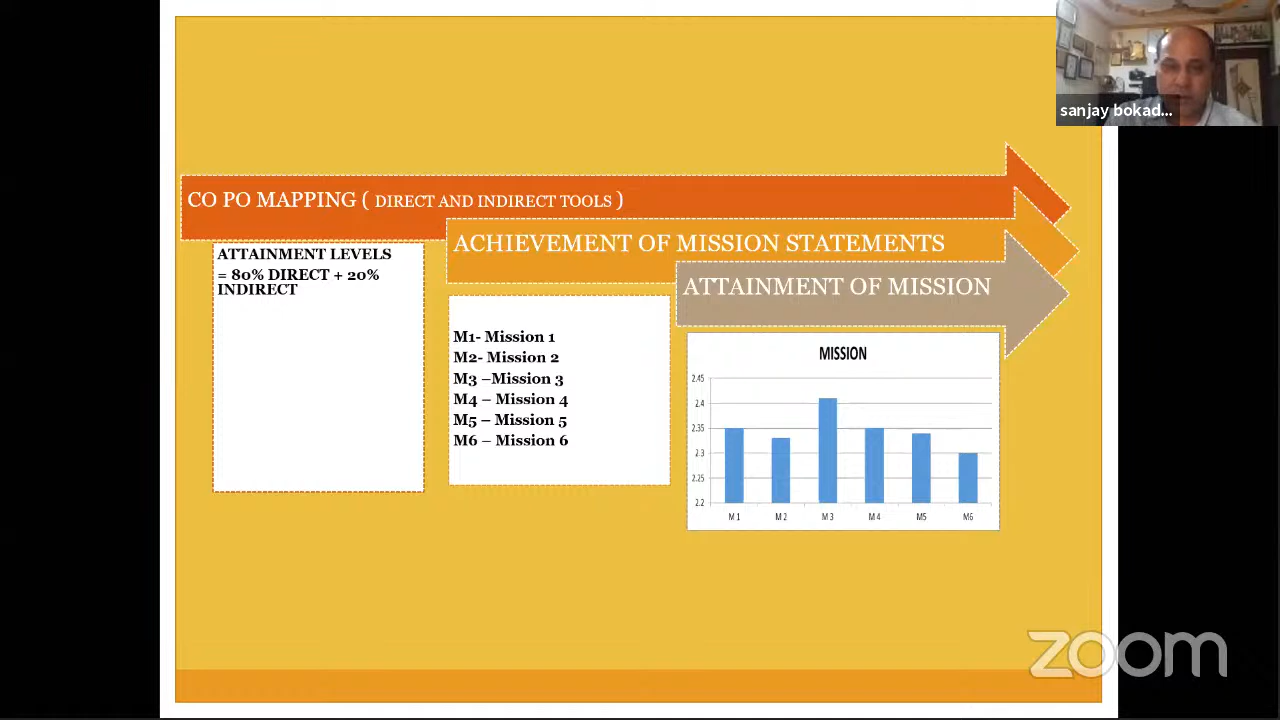 sanjay bokad...
CO PO MAPPING ( DIRECT AND INDIRECT TOOLS )
ACHIEVEMENT OF MISSION STATEMENTS
ATTAINMENT OF MISSION
ATTAINMENT LEVELS
= 80% DIRECT + 20%
INDIRECT
M1- Mission 1
M2- Mission 2
M3 –Mission 3
M4 – Mission 4
M5 – Mission 5
M6 – Mission 6
MISSION
2.45
2.4
2.35
2.3
2.25
2.2
M 1 M 2 M 3 M 4 M5 M6
zoom